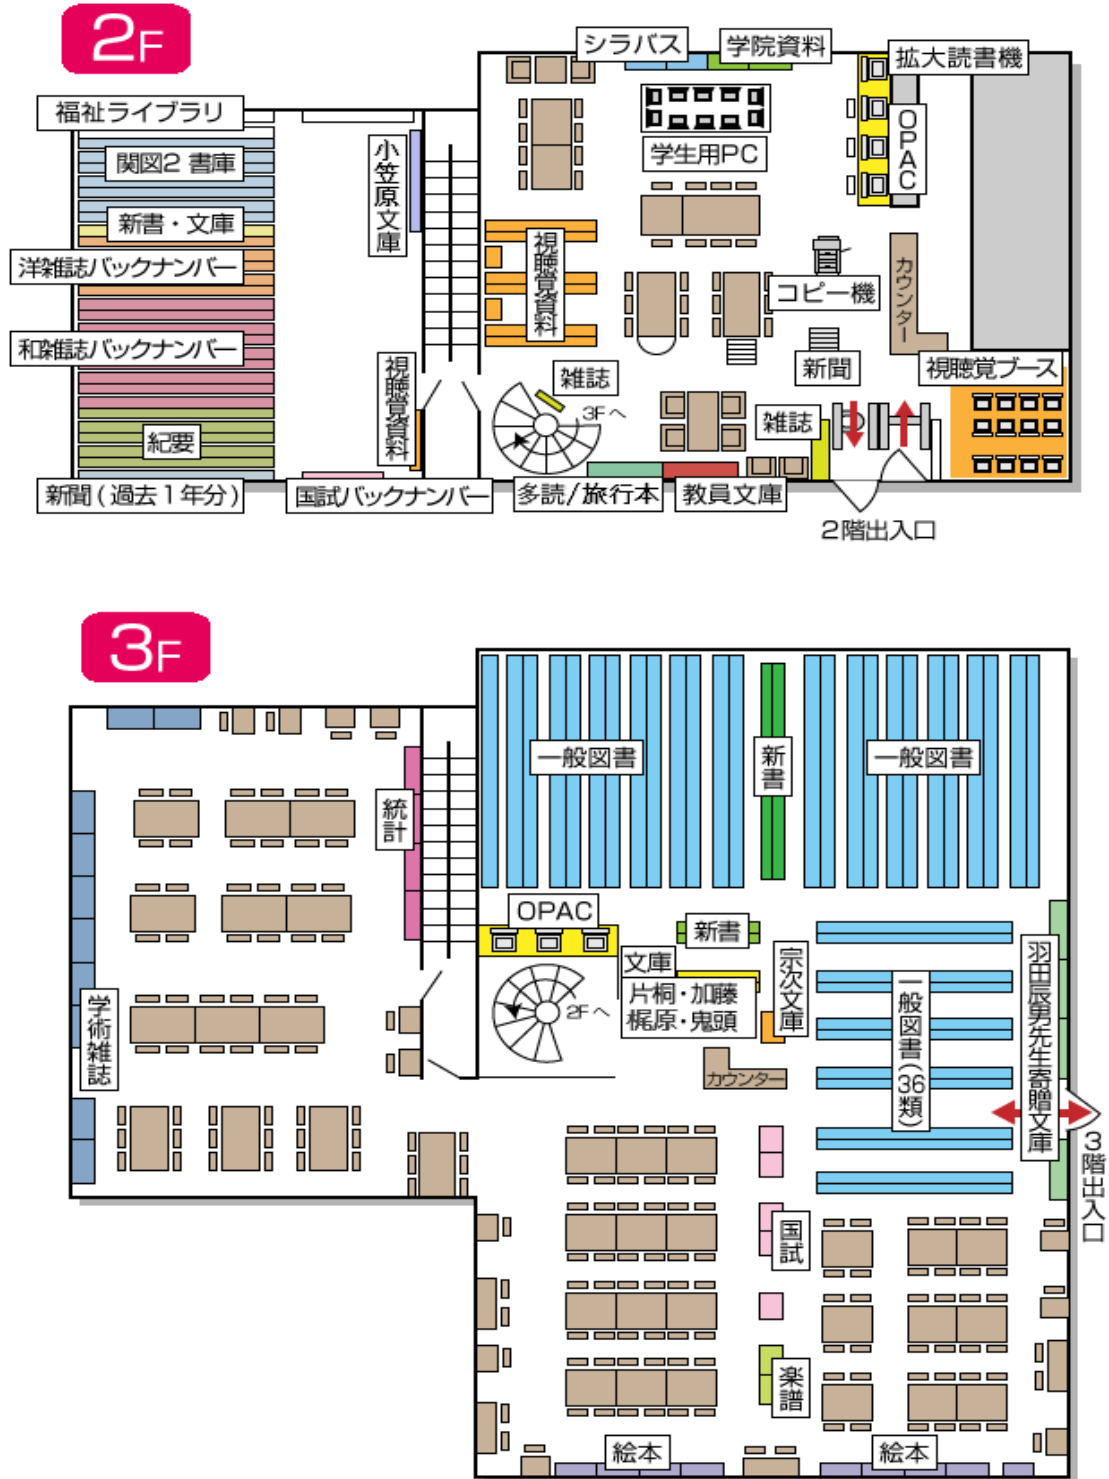 2F
シラバス
学院資料
拡大読書機
福祉ライブラリ
OPAC
小笠原文庫
学生用PC
関図2 書庫
新書・文庫
視聴覚資料
洋雑誌バックナンバー
カウンター
コピー機
和雑誌バックナンバー
視聴覚資料
新聞
視聴覚ブース
雑誌
3Fへ
雑誌
紀要
新聞(過去1年分)
国試バックナンバー
多読/旅行本
教員文庫
2階出入口
3F
一般図書
新書
一般図書
統計
OPAC
新書
文庫
宗次文庫
片桐・加藤
梶原・鬼頭
2Fへ
一般図書(36類)
羽田辰男先生寄贈文庫
学術雑誌
カウンター
3階出入口
国試
楽譜
絵本
絵本